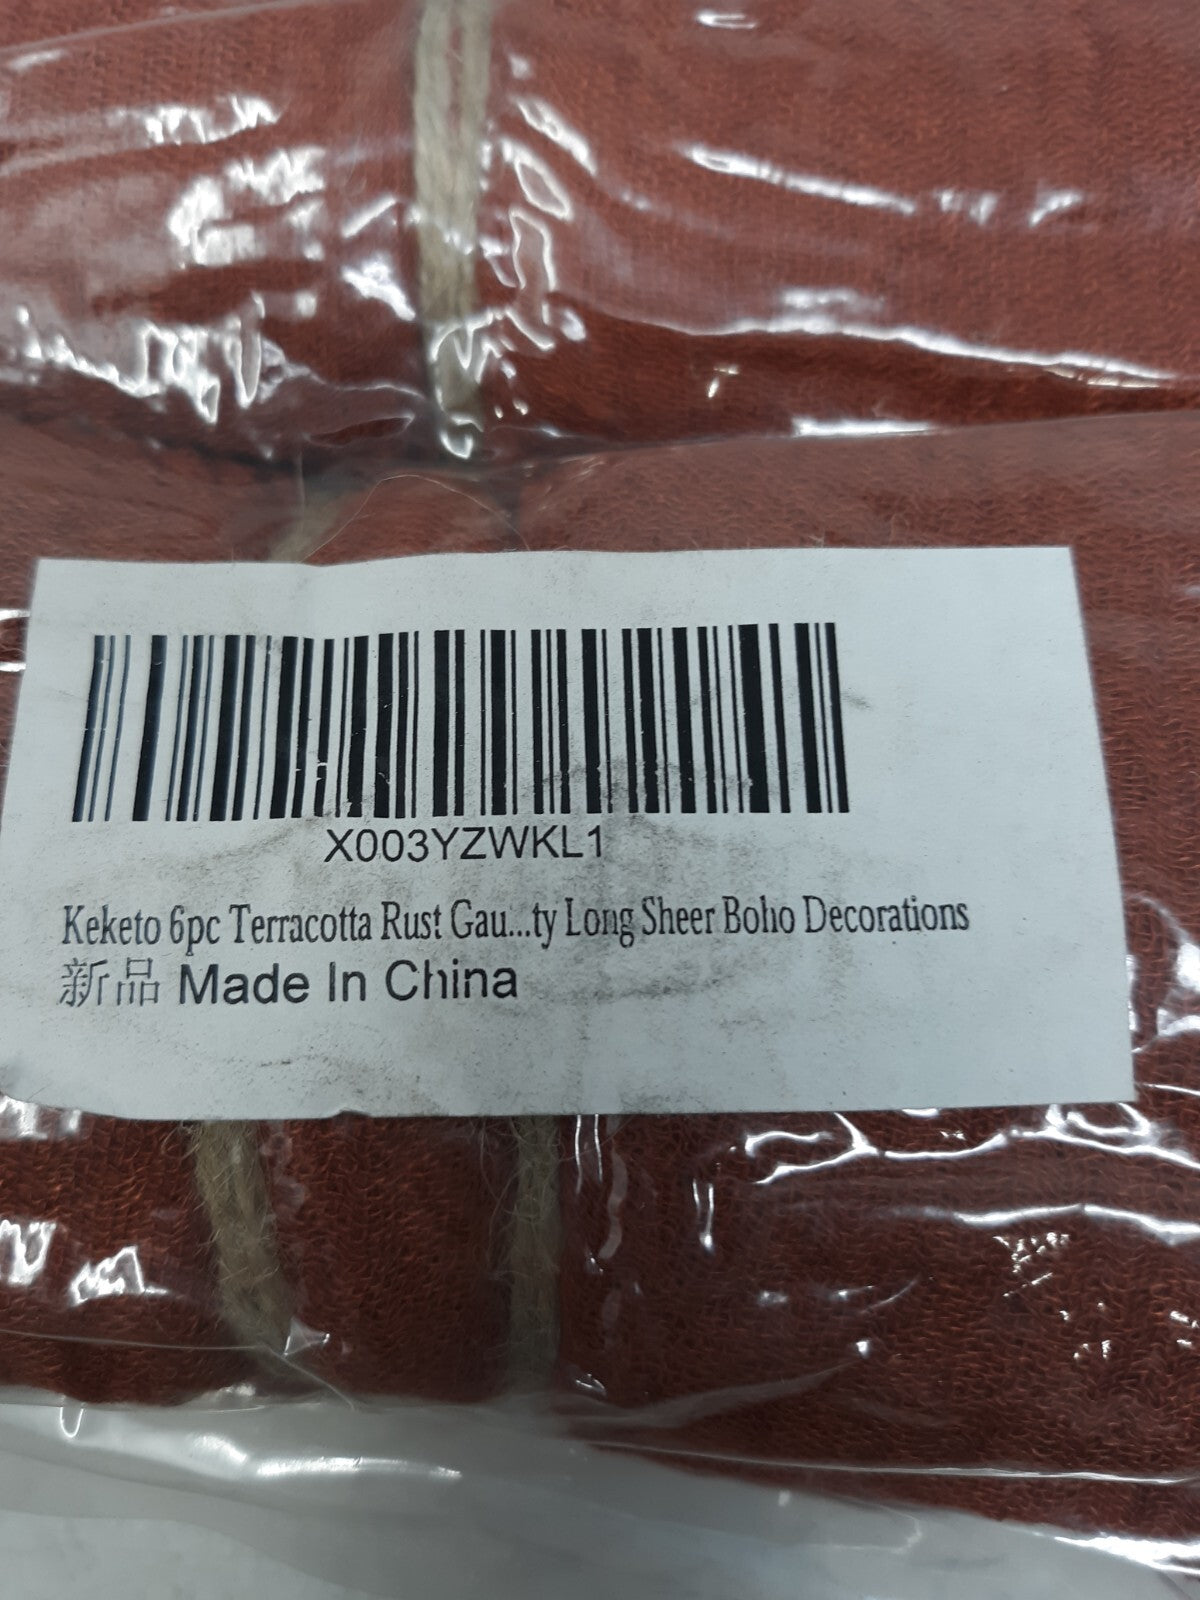 X003YZWKL1
Keketo 6pc Terracotta Rust Gau...ty Long Sheer Boho Decorations
新品 Made In China